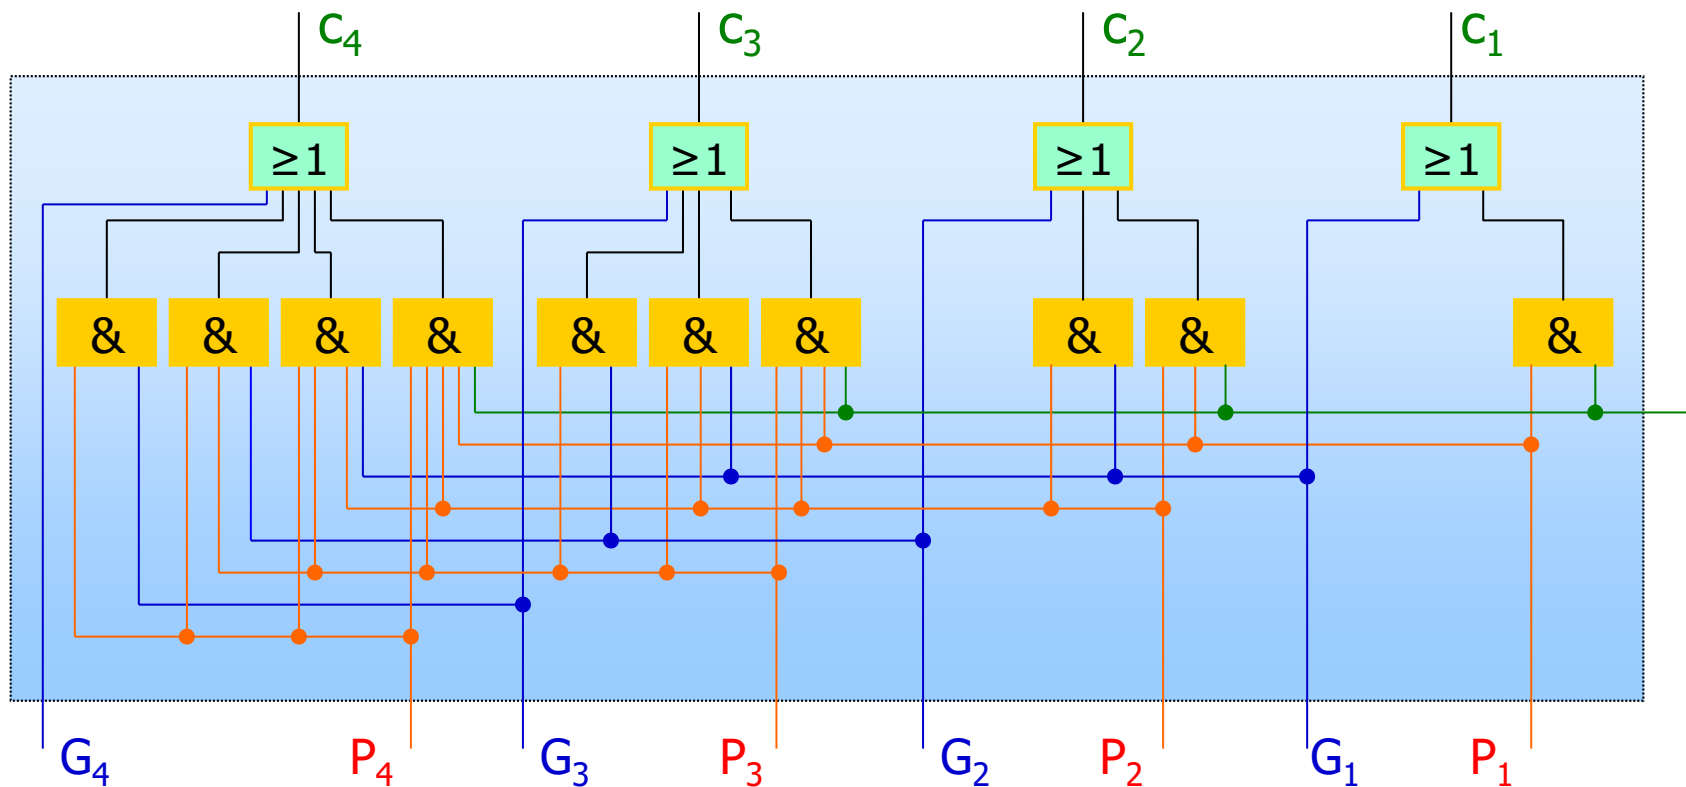 c₄ c₃ c₂ c₁
≥1 ≥1 ≥1 ≥1
& & & & & & & & & &
G₄ P₄ G₃ P₃ G₂ P₂ G₁ P₁